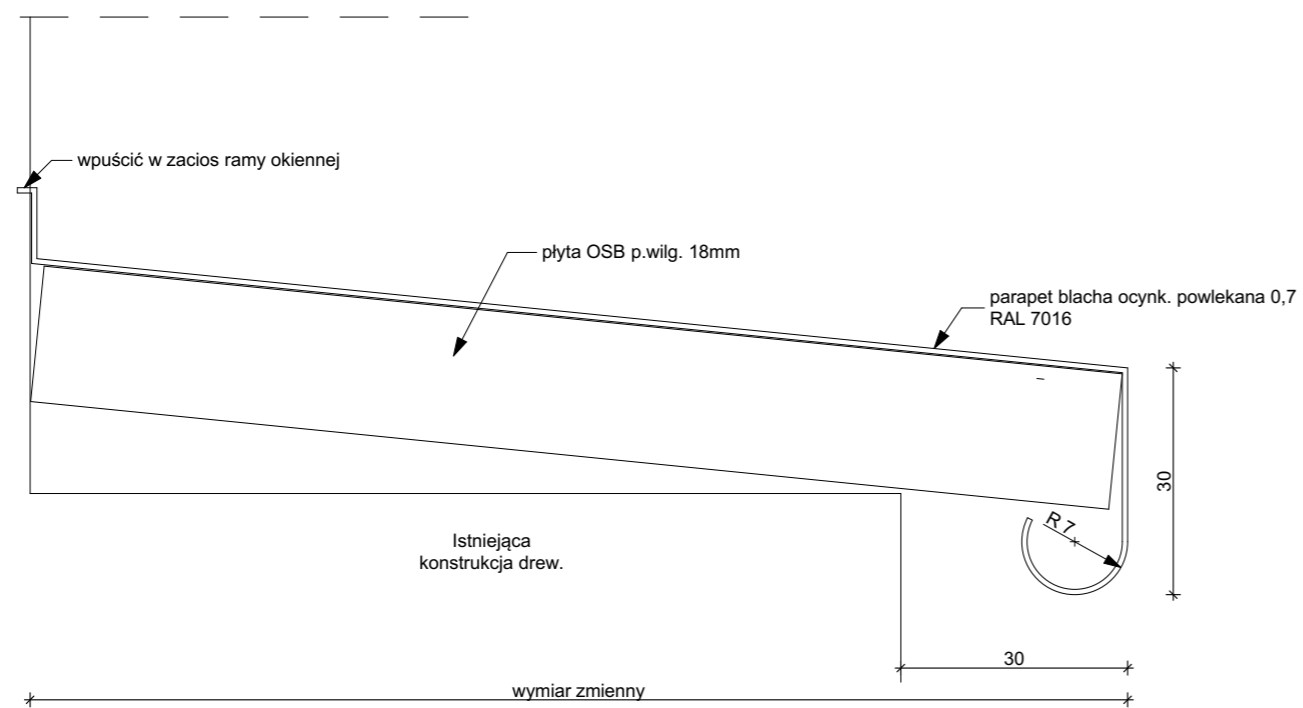 wpuścić w zacios ramy okiennej
płyta OSB p.wilg. 18mm
parapet blacha ocynk. powlekana 0,7
RAL 7016
30
R 7
Istniejąca
konstrukcja drew.
30
wymiar zmienny